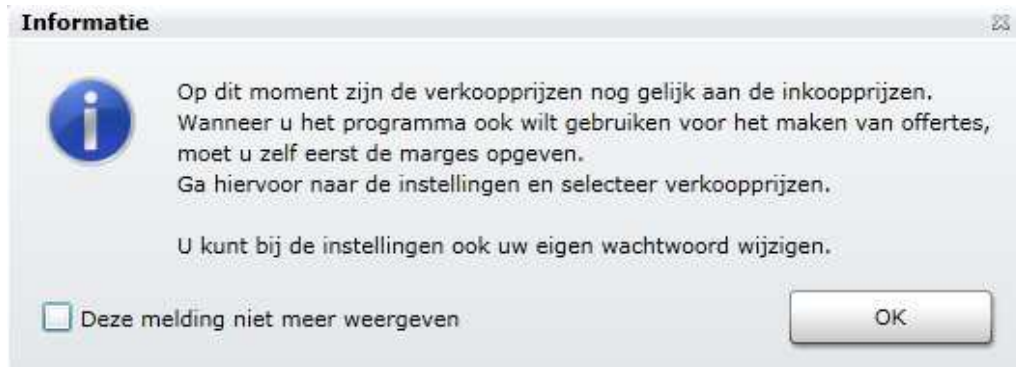 Informatie
Op dit moment zijn de verkoopprijzen nog gelijk aan de inkoopprijzen.
Wanneer u het programma ook wilt gebruiken voor het maken van offertes,
moet u zelf eerst de marges opgeven.
Ga hiervoor naar de instellingen en selecteer verkoopprijzen.
U kunt bij de instellingen ook uw eigen wachtwoord wijzigen.
Deze melding niet meer weergeven
OK